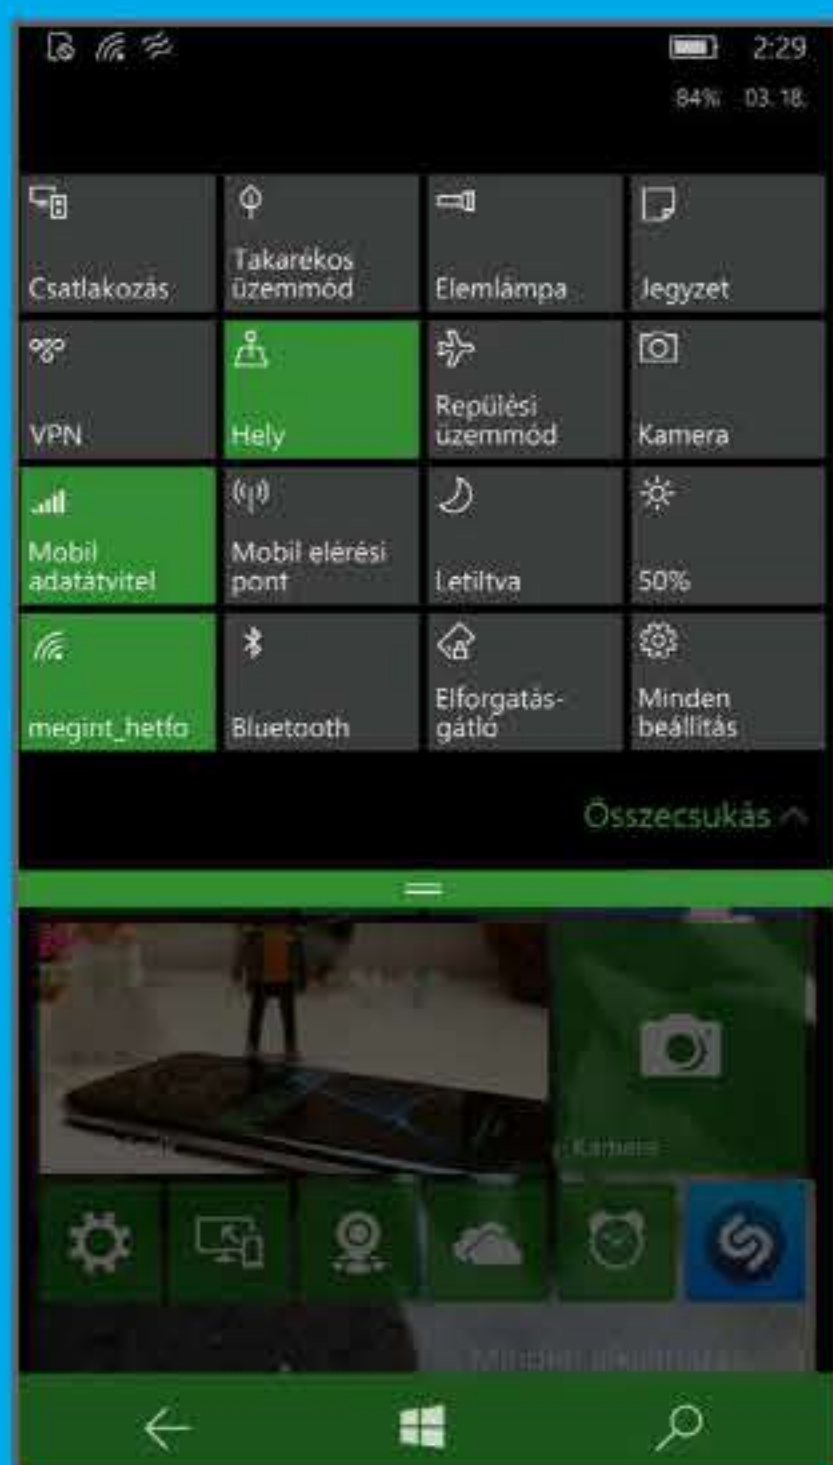 2:29
84% 03. 18.
Csatlakozás
Takarékos
üzemmód
Elemlámpa
Jegyzet
VPN
Hely
Repülési
üzemmód
Kamera
Mobil
adatátvitel
Mobil elérési
pont
Letiltva
50%
megint_hetfo
Bluetooth
Elforgatás-
gátló
Minden
beállítás
Összecsukás
Kamera